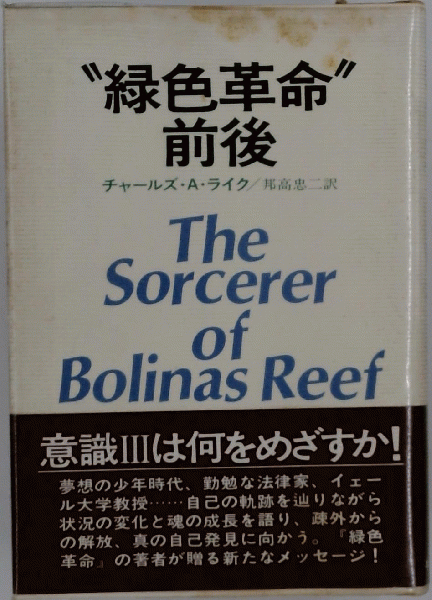 〝緑色革命〟
前後
チャールズ・A・ライク／邦高忠二訳
The
Sorcerer
of
Bolinas Reef
意識IIIは何をめざすか！
夢想の少年時代、勤勉な法律家、イェー
ル大学教授……自己の軌跡を辿りながら
状況の変化と魂の成長を語り、疎外から
の解放、真の自己発見に向かう。『緑色
革命』の著者が贈る新たなメッセージ！